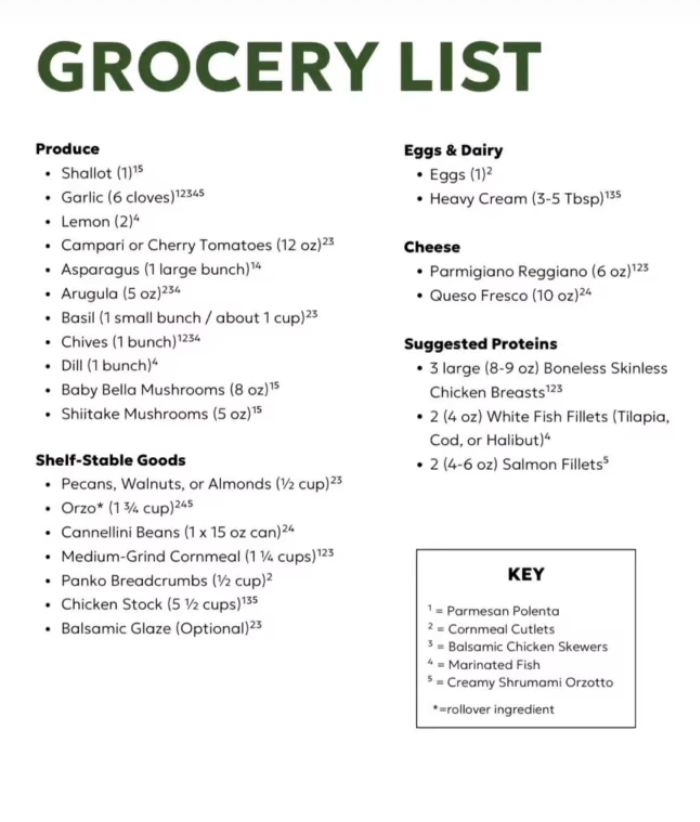 GROCERY LIST
Produce
• Shallot (1)¹⁵
• Garlic (6 cloves)¹²³⁴⁵
• Lemon (2)⁴
• Campari or Cherry Tomatoes (12 oz)²³
• Asparagus (1 large bunch)¹⁴
• Arugula (5 oz)²³⁴
• Basil (1 small bunch / about 1 cup)²³
• Chives (1 bunch)¹²³⁴
• Dill (1 bunch)⁴
• Baby Bella Mushrooms (8 oz)¹⁵
• Shiitake Mushrooms (5 oz)¹⁵
Shelf-Stable Goods
• Pecans, Walnuts, or Almonds (½ cup)²³
• Orzo* (1 ¾ cup)²⁴⁵
• Cannellini Beans (1 x 15 oz can)²⁴
• Medium-Grind Cornmeal (1 ¼ cups)¹²³
• Panko Breadcrumbs (½ cup)²
• Chicken Stock (5 ½ cups)¹³⁵
• Balsamic Glaze (Optional)²³
Eggs & Dairy
• Eggs (1)²
• Heavy Cream (3-5 Tbsp)¹³⁵
Cheese
• Parmigiano Reggiano (6 oz)¹²³
• Queso Fresco (10 oz)²⁴
Suggested Proteins
• 3 large (8-9 oz) Boneless Skinless
Chicken Breasts¹²³
• 2 (4 oz) White Fish Fillets (Tilapia,
Cod, or Halibut)⁴
• 2 (4-6 oz) Salmon Fillets⁵
KEY
¹ = Parmesan Polenta
² = Cornmeal Cutlets
³ = Balsamic Chicken Skewers
⁴ = Marinated Fish
⁵ = Creamy Shrumami Orzotto
*=rollover ingredient